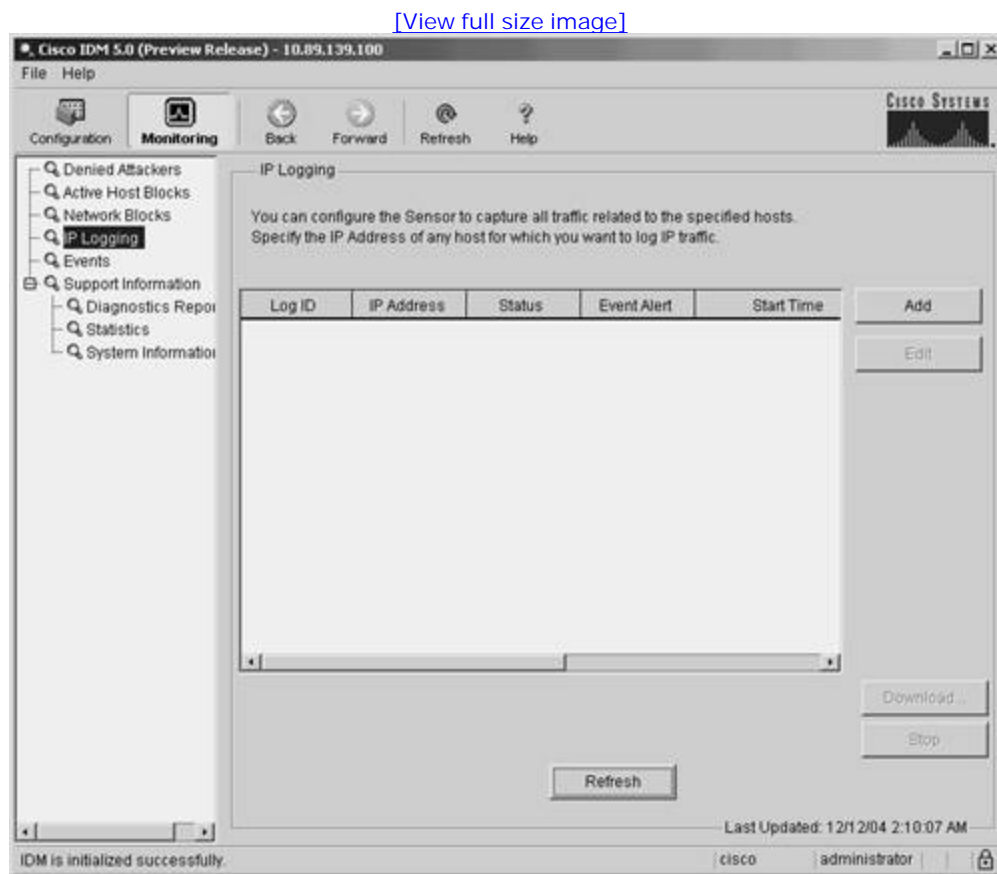 [View full size image]
Cisco IDM 5.0 (Preview Release) - 10.89.139.100
File Help
Configuration Monitoring Back Forward Refresh Help
CISCO SYSTEMS
Denied Attackers
Active Host Blocks
Network Blocks
IP Logging
Events
Support Information
Diagnostics Repor
Statistics
System Information
IP Logging
You can configure the Sensor to capture all traffic related to the specified hosts.
Specify the IP Address of any host for which you want to log IP traffic.
Log ID IP Address Status Event Alert Start Time
Add
Edit
Download...
Stop
Refresh
Last Updated: 12/12/04 2:10:07 AM
IDM is initialized successfully. cisco administrator